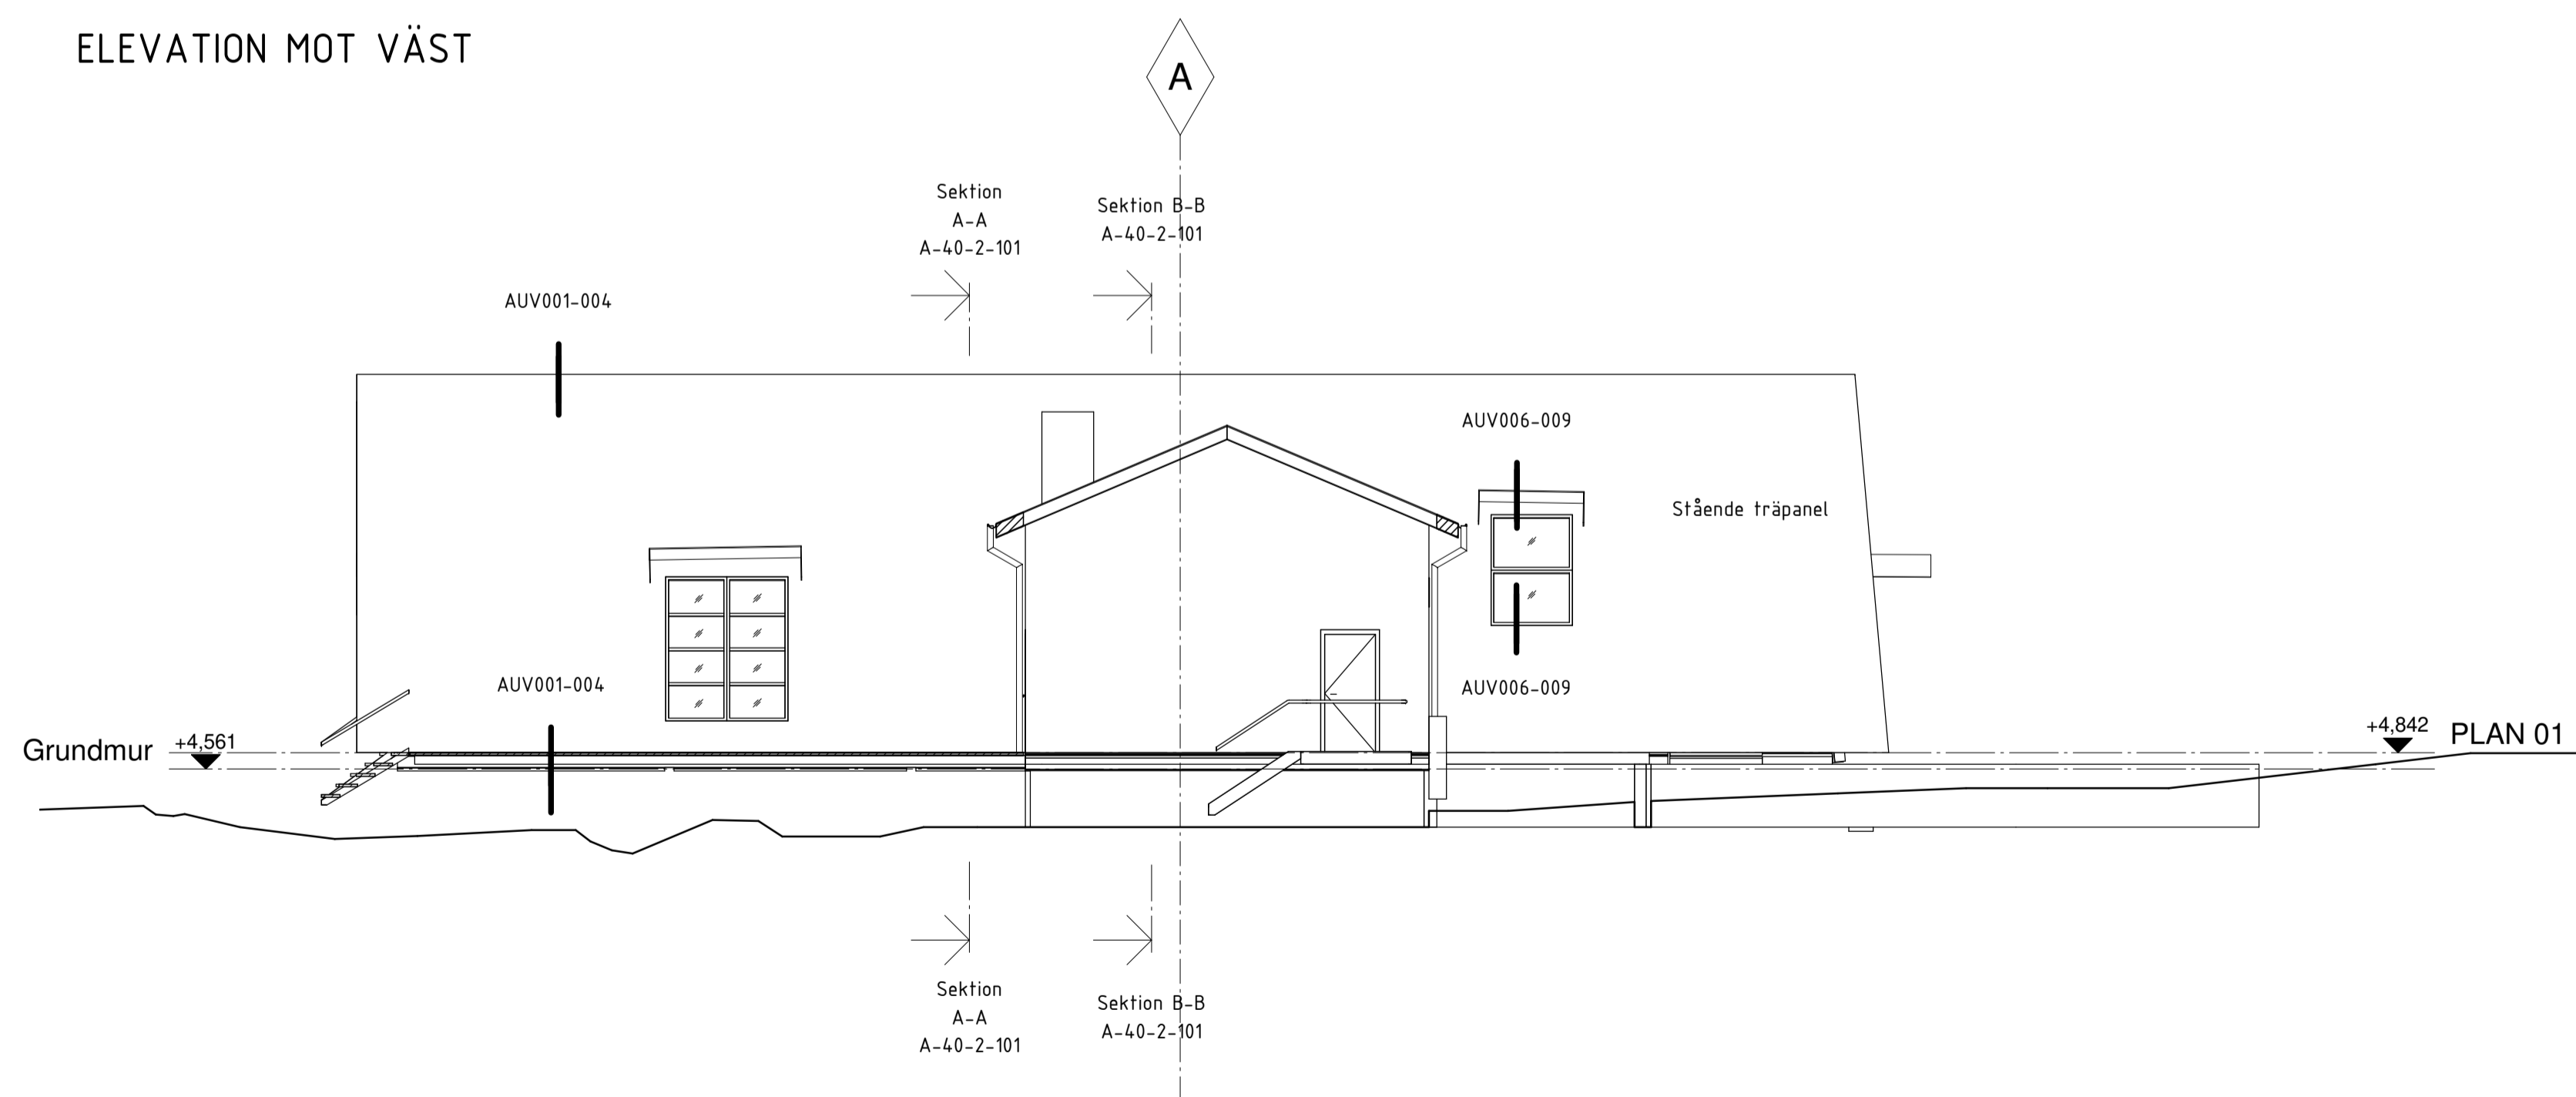 ELEVATION MOT VÄST
A
Sektion
A-A
A-40-2-101
Sektion B-B
A-40-2-101
AUV001-004
AUV006-009
Stående träpanel
AUV001-004
AUV006-009
Grundmur +4,561
+4,842 PLAN 01
Sektion
A-A
A-40-2-101
Sektion B-B
A-40-2-101